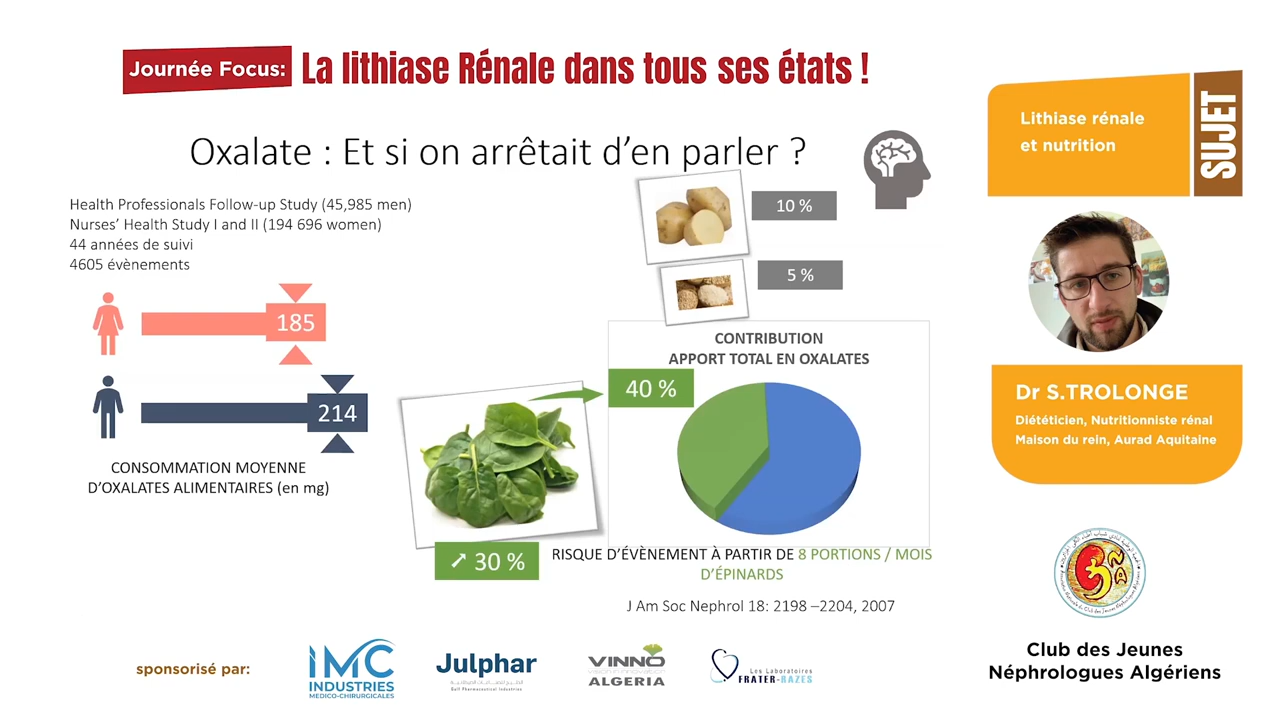 Journée Focus:
La lithiase Rénale dans tous ses états !
Oxalate : Et si on arrêtait d'en parler ?
Health Professionals Follow-up Study (45,985 men)
Nurses' Health Study I and II (194 696 women)
44 années de suivi
4605 évènements
185
214
CONSOMMATION MOYENNE
D'OXALATES ALIMENTAIRES (en mg)
10 %
5 %
CONTRIBUTION
APPORT TOTAL EN OXALATES
40 %
➚ 30 %
RISQUE D'ÉVÈNEMENT À PARTIR DE 8 PORTIONS / MOIS
D'ÉPINARDS
J Am Soc Nephrol 18: 2198 –2204, 2007
Lithiase rénale
et nutrition
SUJET
Dr S.TROLONGE
Diététicien, Nutritionniste rénal
Maison du rein, Aurad Aquitaine
Club des Jeunes
Néphrologues Algériens
sponsorisé par:
IMC
INDUSTRIES
MEDICO-CHIRURGICALES
Julphar
Gulf Pharmaceutical Industries
VINNO
ALGERIA
Les Laboratoires
FRATER-RAZES